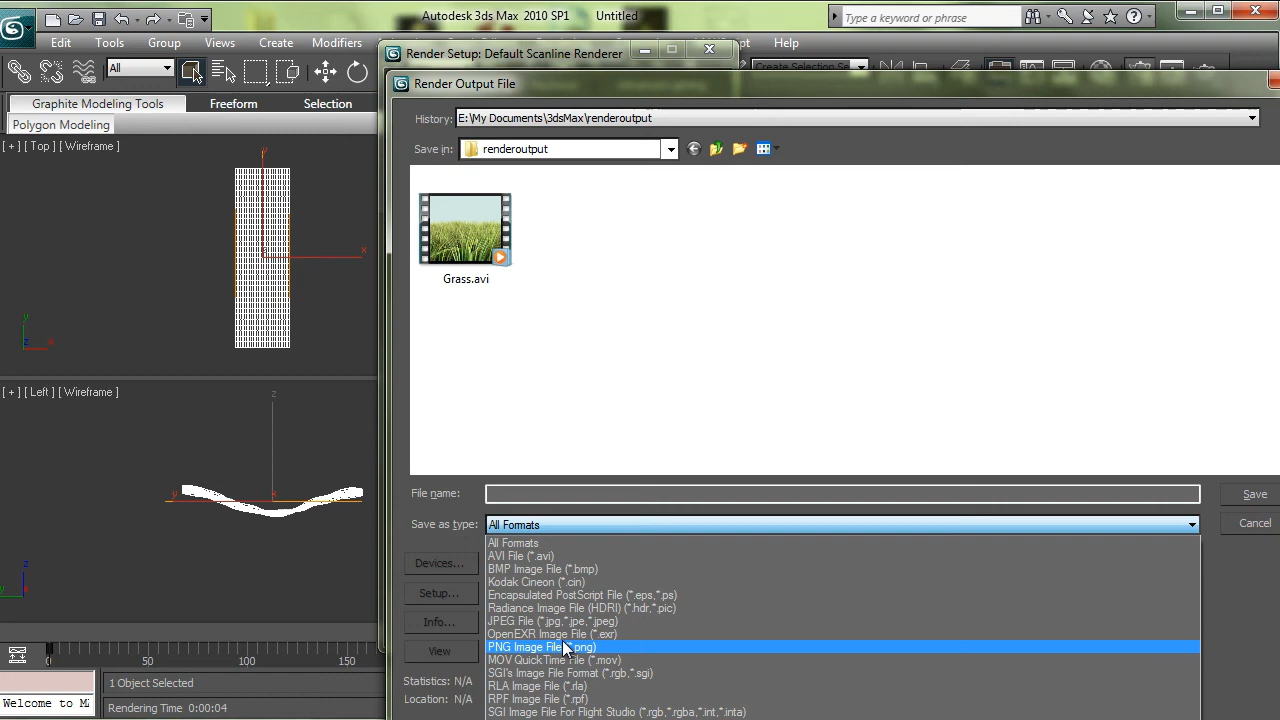 Autodesk 3ds Max 2010 SP1 Untitled
Type a keyword or phrase
Edit Tools Group Views Create Modifiers Help
Render Setup: Default Scanline Renderer
All
Create Selection Se
Render Output File
Graphite Modeling Tools Freeform Selection
Polygon Modeling
History: E:\My Documents\3dsMax\renderoutput
Save in: renderoutput
[ + ] [ Top ] [ Wireframe ]
y
x
Grass.avi
y
z
x
[ + ] [ Left ] [ Wireframe ]
z
y
x
File name:
Save
Save as type: All Formats
Cancel
All Formats
AVI File (*.avi)
Devices...
BMP Image File (*.bmp)
Kodak Cineon (*.cin)
Setup...
Encapsulated PostScript File (*.eps,*.ps)
Radiance Image File (HDRI) (*.hdr,*.pic)
Info...
JPEG File (*.jpg,*.jpe,*.jpeg)
OpenEXR Image File (*.exr)
View
PNG Image File (*.png)
MOV QuickTime File (*.mov)
SGI's Image File Format (*.rgb,*.sgi)
RLA Image File (*.rla)
RPF Image File (*.rpf)
SGI Image File For Flight Studio (*.rgb,*.rgba,*.int,*.inta)
Statistics: N/A
Location: N/A
z
y
0 50 100 150
1 Object Selected
Welcome to M
Rendering Time 0:00:04